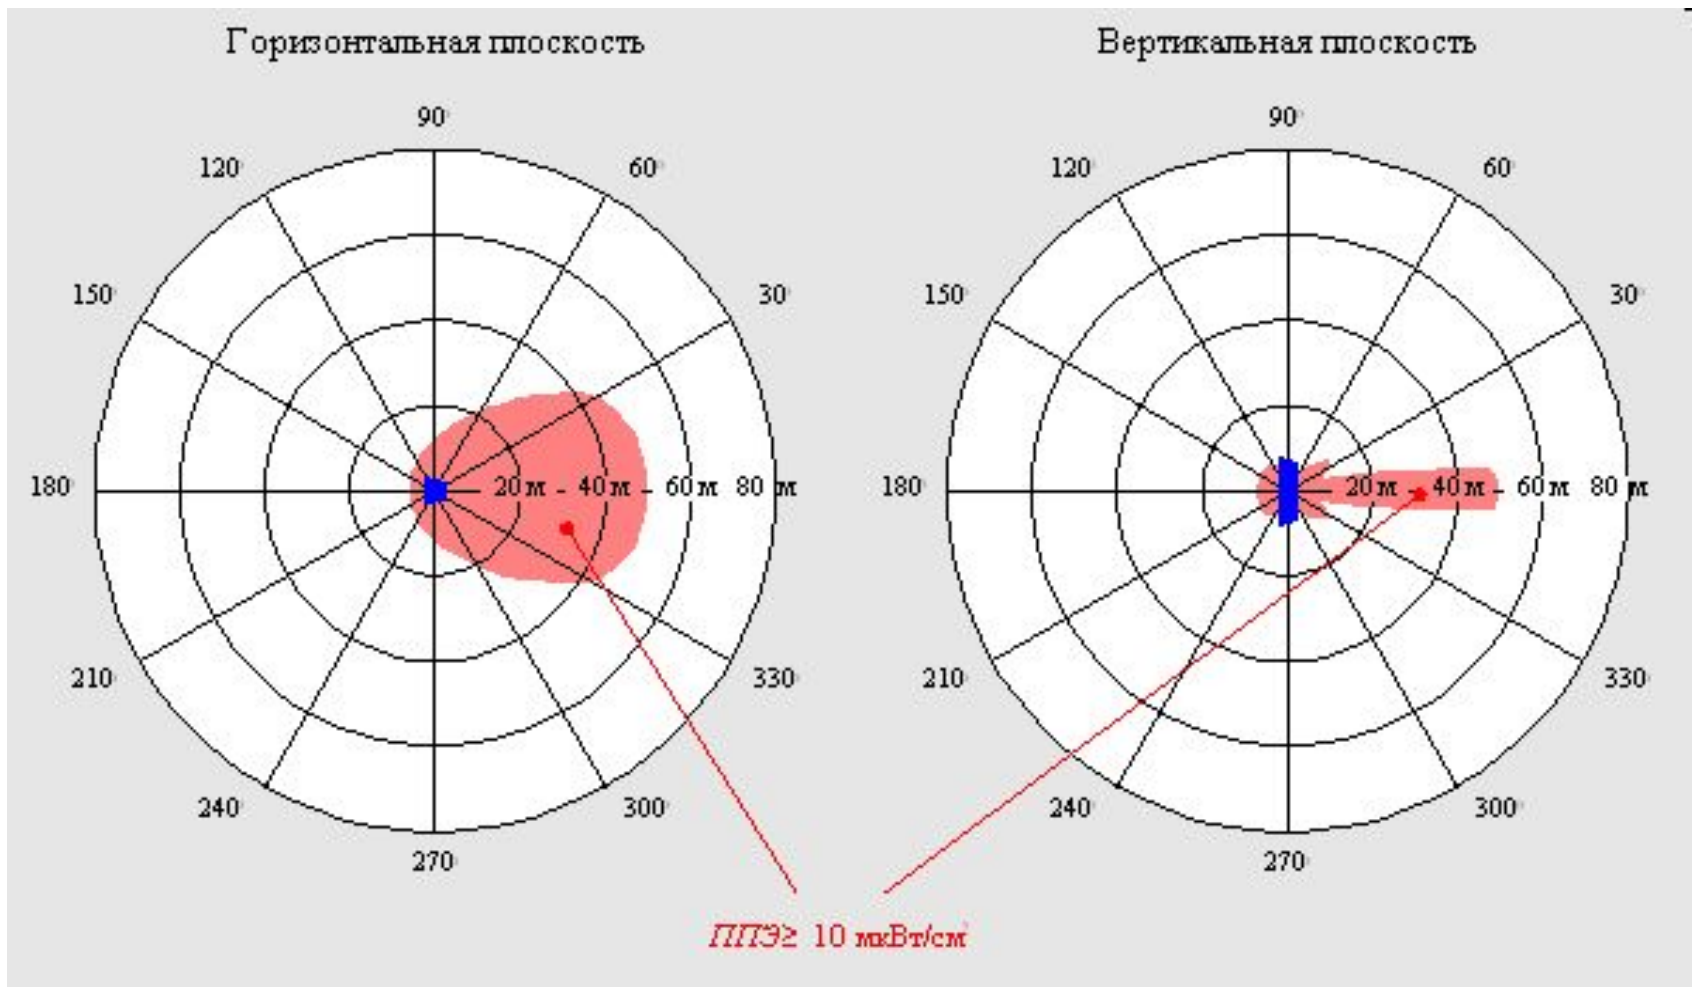 Горизонтальная плоскость
90°
120°
60°
150°
30°
180°
20 м
40 м
60 м
80 м
210°
330°
240°
300°
270°
Вертикальная плоскость
90°
120°
60°
150°
30°
180°
20 м
40 м
60 м
80 м
210°
330°
240°
300°
270°
ППЭ≥ 10 мкВт/см²